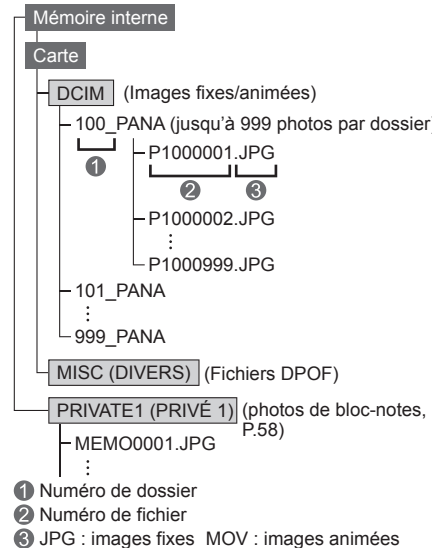 Mémoire interne
Carte
DCIM (Images fixes/animées)
100_PANA (jusqu'à 999 photos par dossier)
P1000001.JPG
1
2 3
P1000002.JPG
P1000999.JPG
101_PANA
999_PANA
MISC (DIVERS) (Fichiers DPOF)
PRIVATE1 (PRIVÉ 1) (photos de bloc-notes,
P.58)
MEMO0001.JPG
1 Numéro de dossier
2 Numéro de fichier
3 JPG : images fixes MOV : images animées